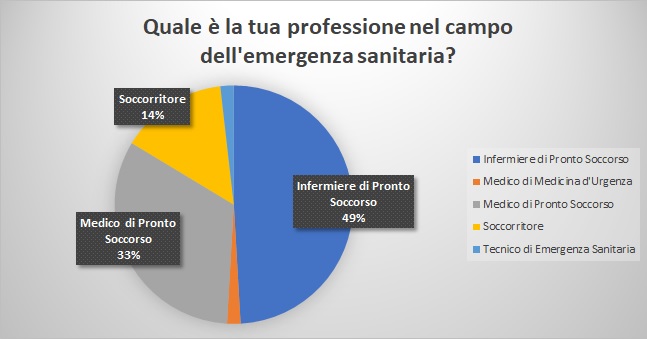 Quale è la tua professione nel campo
dell'emergenza sanitaria?
Soccorritore
14%
Infermiere di Pronto
Soccorso
49%
Medico di Pronto
Soccorso
33%
Infermiere di Pronto Soccorso
Medico di Medicina d'Urgenza
Medico di Pronto Soccorso
Soccorritore
Tecnico di Emergenza Sanitaria